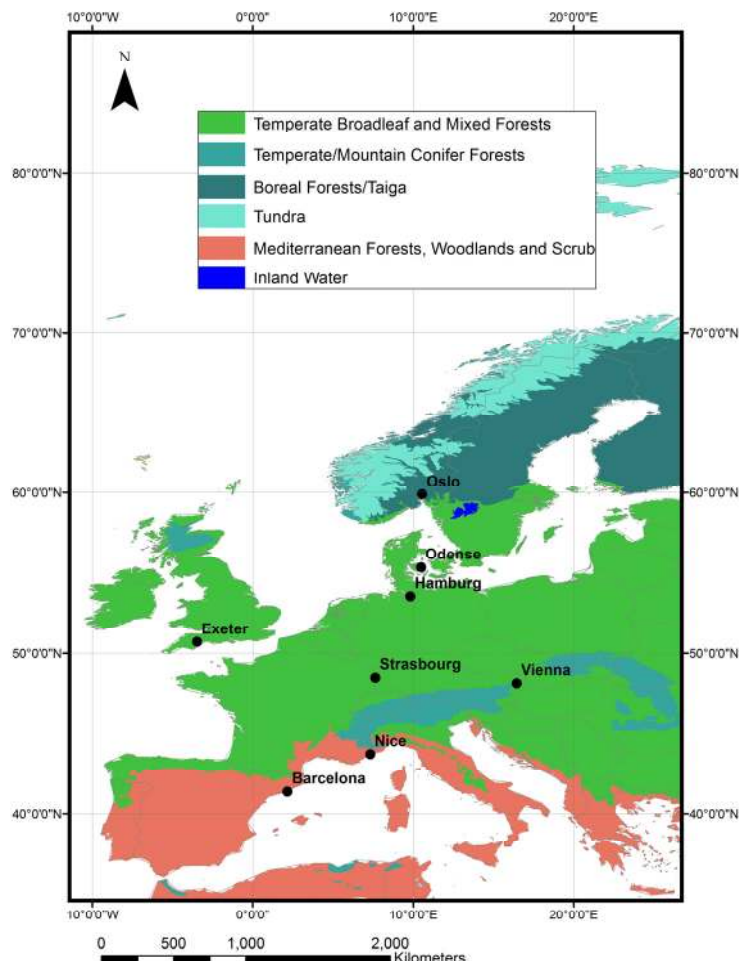 10°0'0"W 0°0'0" 10°0'0"E 20°0'0"E
N
Temperate Broadleaf and Mixed Forests
Temperate/Mountain Conifer Forests
Boreal Forests/Taiga
Tundra
Mediterranean Forests, Woodlands and Scrub
Inland Water
80°0'0"N 80°0'0"N
70°0'0"N 70°0'0"N
Oslo
60°0'0"N 60°0'0"N
Odense
Hamburg
Exeter
50°0'0"N 50°0'0"N
Strasbourg
Vienna
Nice
Barcelona
40°0'0"N 40°0'0"N
10°0'0"W 0°0'0" 10°0'0"E 20°0'0"E
0 500 1,000 2,000
Kilometers